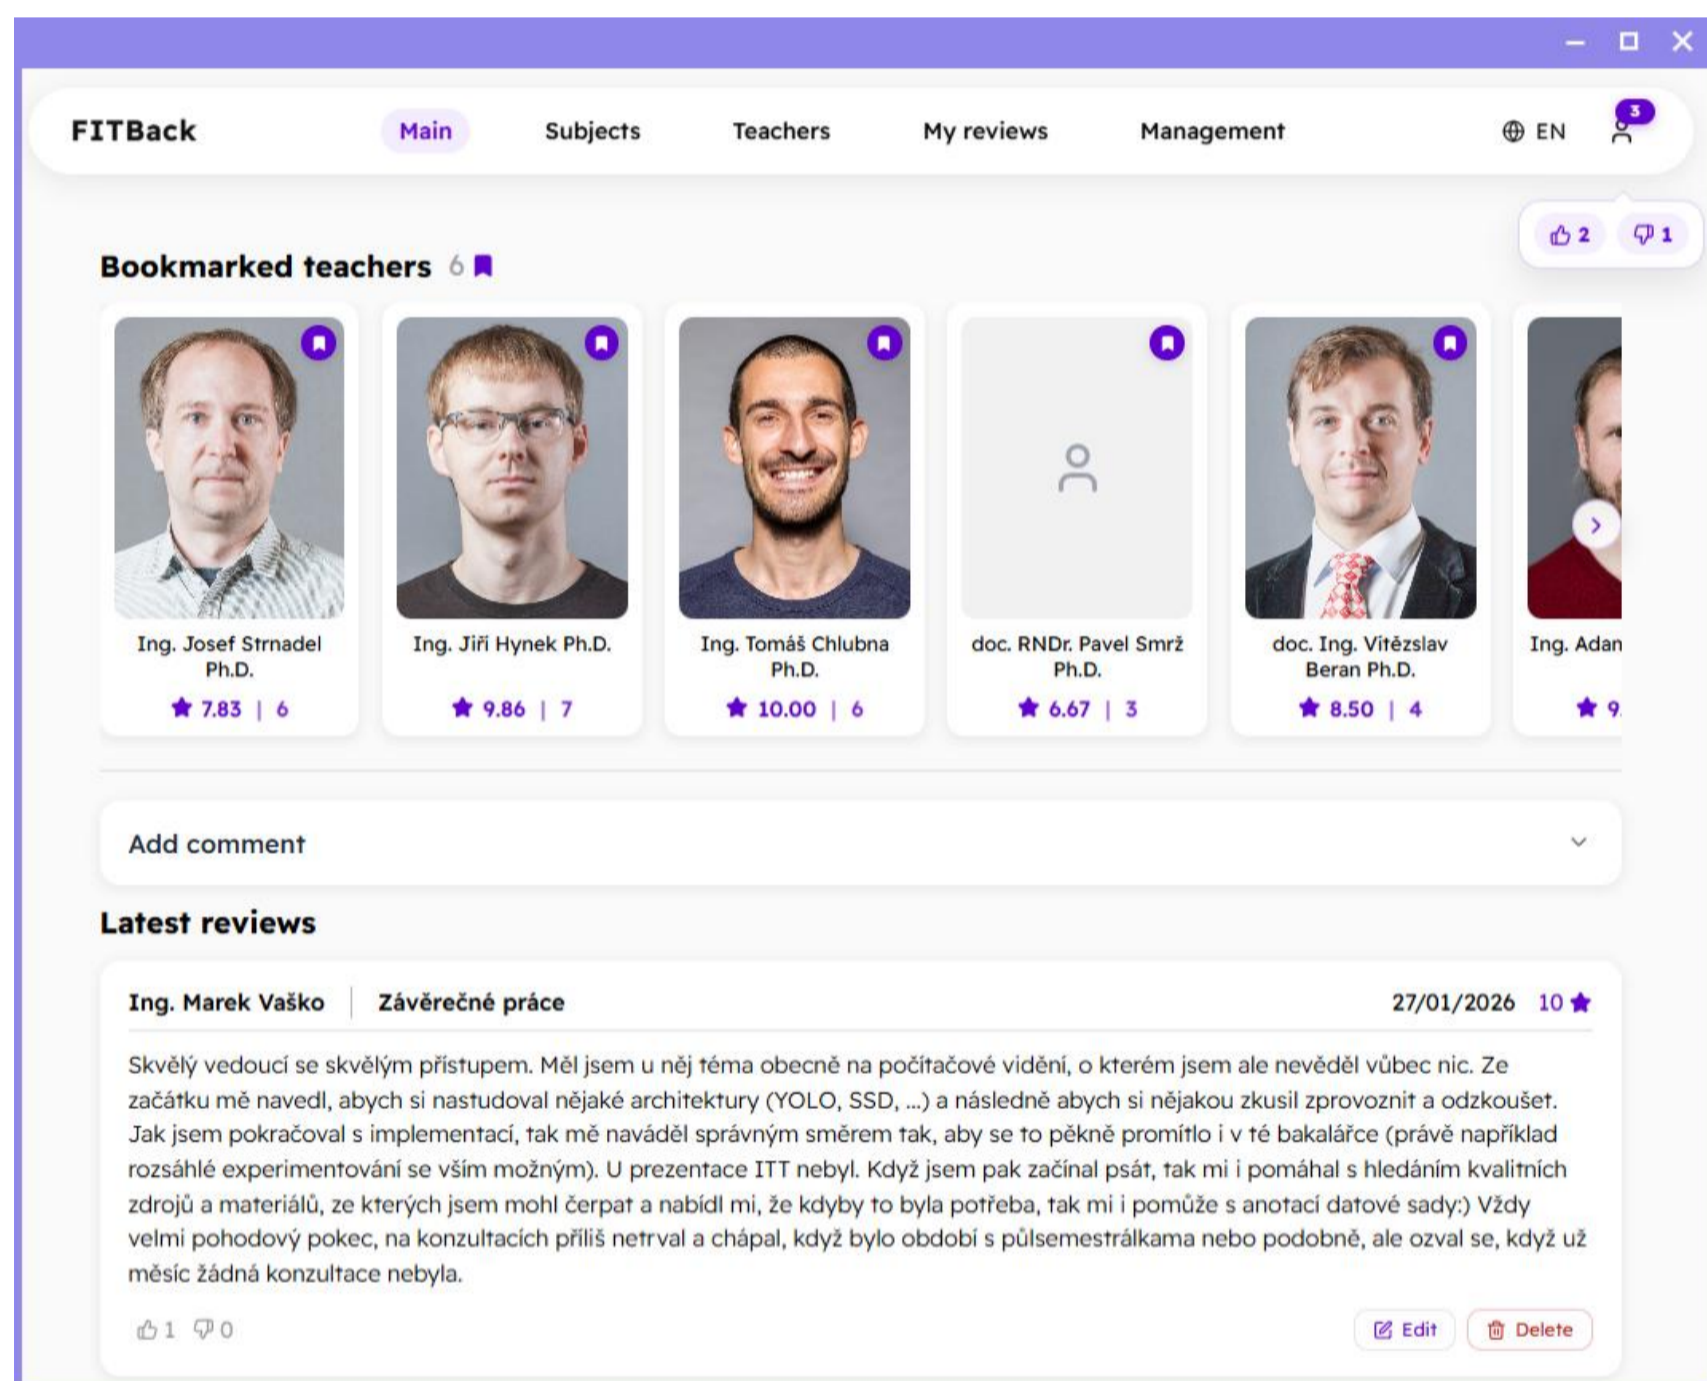 FITBack Main Subjects Teachers My reviews Management EN 3
2 1
Bookmarked teachers 6
Ing. Josef Strnadel
Ph.D.
7.83 | 6
Ing. Jiří Hynek Ph.D.
9.86 | 7
Ing. Tomáš Chlubna
Ph.D.
10.00 | 6
doc. RNDr. Pavel Smrž
Ph.D.
6.67 | 3
doc. Ing. Vítězslav
Beran Ph.D.
8.50 | 4
Ing. Adam
9.
Add comment
Latest reviews
Ing. Marek Vaško Závěrečné práce 27/01/2026 10
Skvělý vedoucí se skvělým přístupem. Měl jsem u něj téma obecně na počítačové vidění, o kterém jsem ale nevěděl vůbec nic. Ze
začátku mě navedl, abych si nastudoval nějaké architektury (YOLO, SSD, ...) a následně abych si nějakou zkusil zprovoznit a odzkoušet.
Jak jsem pokračoval s implementací, tak mě naváděl správným směrem tak, aby se to pěkně promítlo i v té bakalářce (právě například
rozsáhlé experimentování se vším možným). U prezentace ITT nebyl. Když jsem pak začínal psát, tak mi i pomáhal s hledáním kvalitních
zdrojů a materiálů, ze kterých jsem mohl čerpat a nabídl mi, že kdyby to byla potřeba, tak mi i pomůže s anotací datové sady:) Vždy
velmi pohodový pokec, na konzultacích příliš netrval a chápal, když bylo období s půlsemestrálkama nebo podobně, ale ozval se, když už
měsíc žádná konzultace nebyla.
1 0 Edit Delete